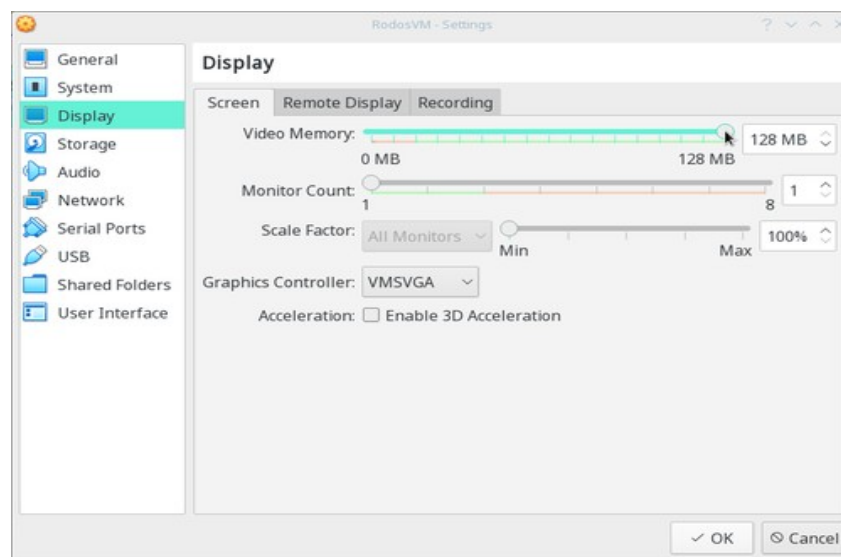 RodosVM - Settings
General
System
Display
Storage
Audio
Network
Serial Ports
USB
Shared Folders
User Interface
Display
Screen Remote Display Recording
Video Memory: 128 MB
0 MB 128 MB
Monitor Count: 1
1 8
Scale Factor: All Monitors 100%
Min Max
Graphics Controller: VMSVGA
Acceleration: Enable 3D Acceleration
OK Cancel